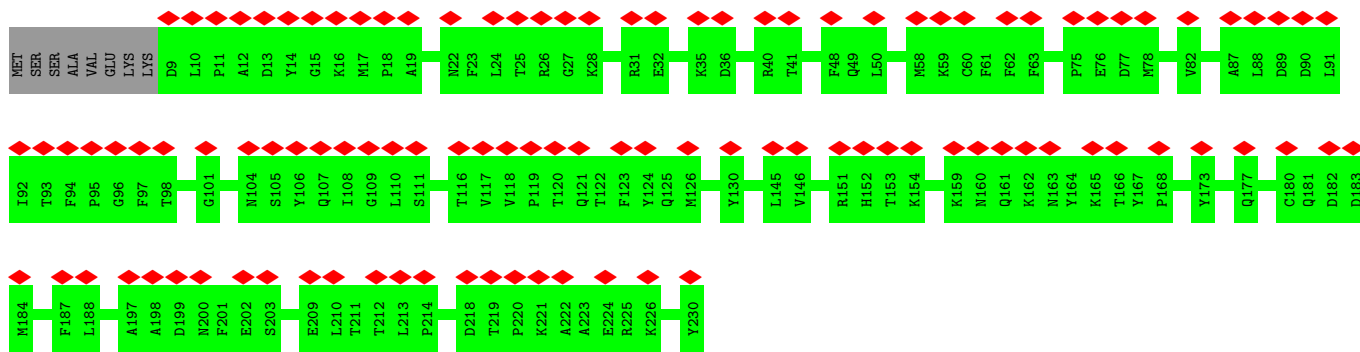 MET SER SER ALA VAL GLU LYS LYS D9 L10 P11 A12 D13 Y14 G15 K16 M17 P18 A19 N22 F23 L24 T25 R26 G27 K28 R31 E32 K35 D36 R40 T41 F48 Q49 L50 M58 K59 C60 F61 F62 F63 P75 E76 D77 M78 V82 A87 L88 D89 D90 L91
I92 T93 F94 P95 G96 F97 T98 G101 N104 S105 Y106 Q107 I108 G109 L110 S111 T116 V117 V118 P119 T120 Q121 T122 F123 Y124 Q125 M126 Y130 L145 V146 R151 H152 T153 K154 K159 N160 Q161 K162 N163 Y164 K165 T166 Y167 P168 Y173 Q177 C180 Q181 D182 D183
M184 F187 L188 A197 A198 D199 N200 F201 E202 S203 E209 L210 T211 T212 L213 P214 D218 T219 P220 K221 A222 A223 E224 R225 K226 Y230